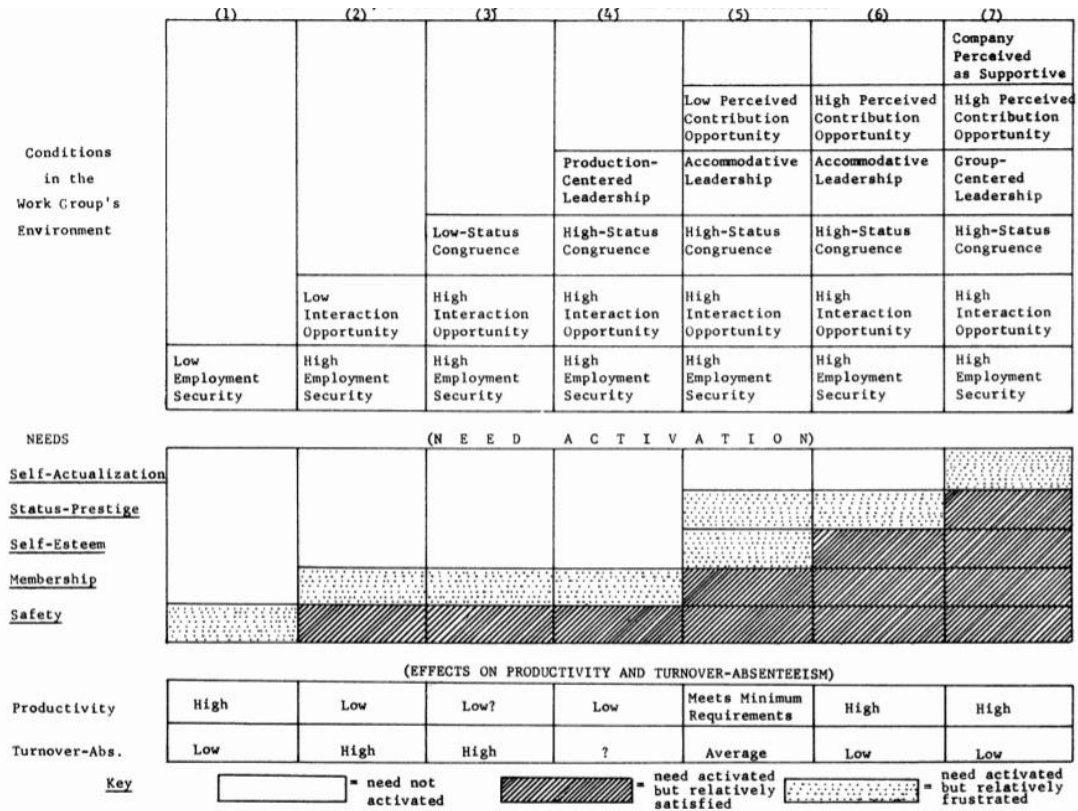 (1) (2) (3) (4) (5) (6) (7)
Company
Perceived
as Supportive
Low Perceived High Perceived High Perceived
Contribution Contribution Contribution
Opportunity Opportunity Opportunity
Production- Accommodative Accommodative Group-
Centered Leadership Leadership Centered
Leadership Leadership
Low-Status High-Status High-Status High-Status High-Status
Congruence Congruence Congruence Congruence Congruence
Low High High High High High
Interaction Interaction Interaction Interaction Interaction Interaction
Opportunity Opportunity Opportunity Opportunity Opportunity Opportunity
Low High High High High High High
Employment Employment Employment Employment Employment Employment Employment
Security Security Security Security Security Security Security
Conditions
in the
Work Group's
Environment
NEEDS (N E E D A C T I V A T I O N)
Self-Actualization
Status-Prestige
Self-Esteem
Membership
Safety
(EFFECTS ON PRODUCTIVITY AND TURNOVER-ABSENTEEISM)
Productivity High Low Low? Low Meets Minimum Requirements High High
Turnover-Abs. Low High High ? Average Low Low
Key
= need not
activated
= need activated
but relatively
satisfied
= need activated
but relatively
frustrated